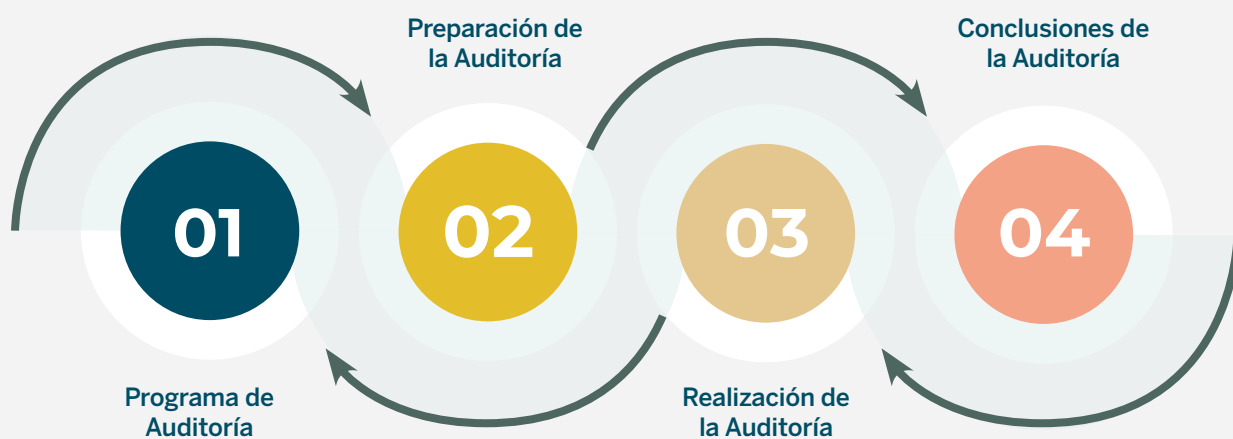 01
Programa de
Auditoría
Preparación de
la Auditoría
02
03
Realización de
la Auditoría
Conclusiones de
la Auditoría
04